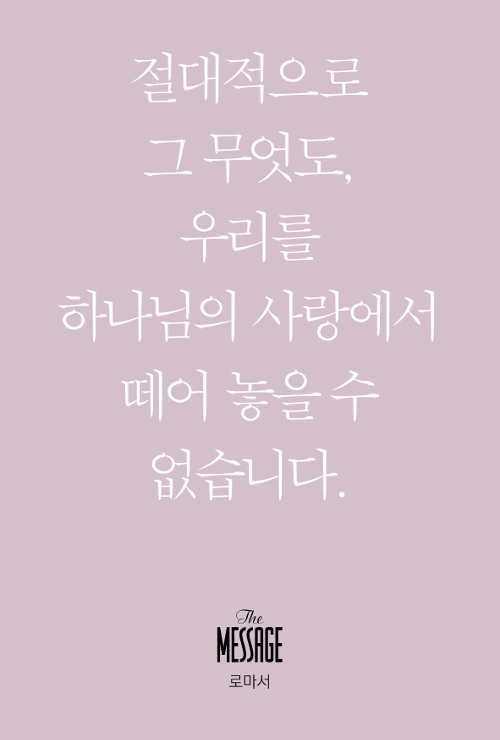 절대적으로
그 무엇도,
우리를
하나님의 사랑에서
떼어 놓을 수
없습니다.
The
MESSAGE
로마서